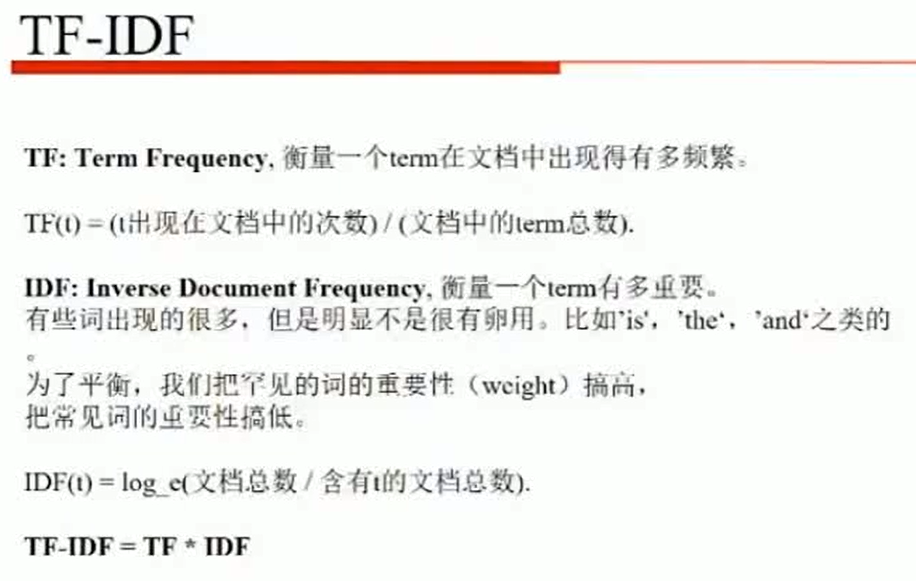 TF-IDF
TF: Term Frequency, 衡量一个term在文档中出现得有多频繁。
TF(t) = (t出现在文档中的次数) / (文档中的term总数).
IDF: Inverse Document Frequency, 衡量一个term有多重要。
有些词出现的很多，但是明显不是很有卵用。比如’is'，’the‘，’and‘之类的
。
为了平衡，我们把罕见的词的重要性（weight）搞高，
把常见词的重要性搞低。
IDF(t) = log_e(文档总数 / 含有t的文档总数).
TF-IDF = TF * IDF